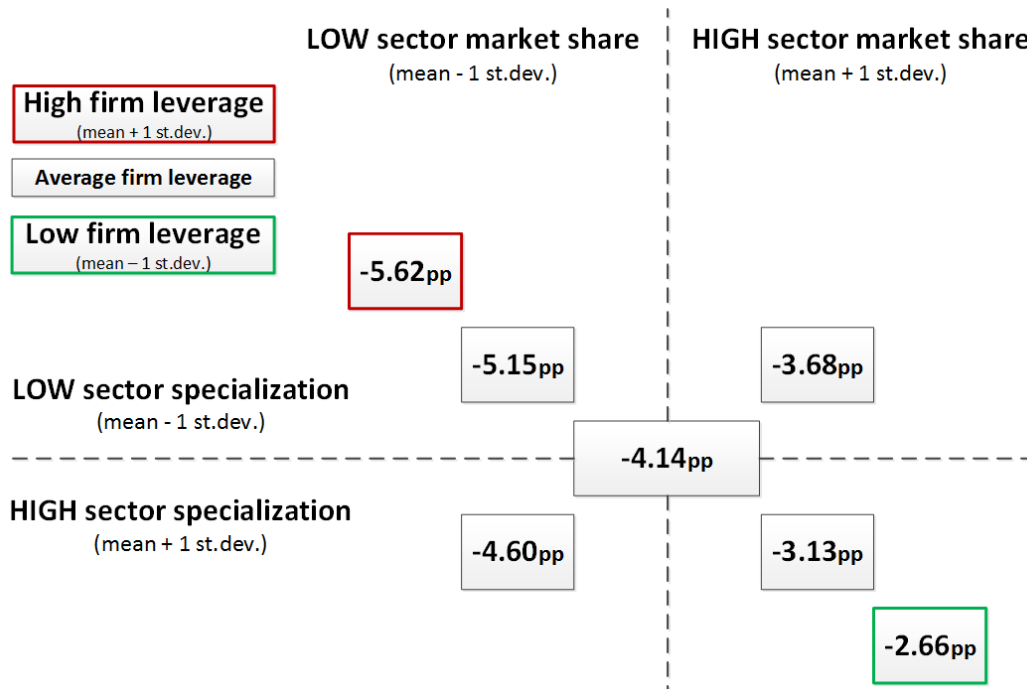 LOW sector market share
(mean - 1 st.dev.)
HIGH sector market share
(mean + 1 st.dev.)
High firm leverage
(mean + 1 st.dev.)
Average firm leverage
Low firm leverage
(mean – 1 st.dev.)
-5.62pp
-5.15pp
-3.68pp
LOW sector specialization
(mean - 1 st.dev.)
-4.14pp
HIGH sector specialization
(mean + 1 st.dev.)
-4.60pp
-3.13pp
-2.66pp